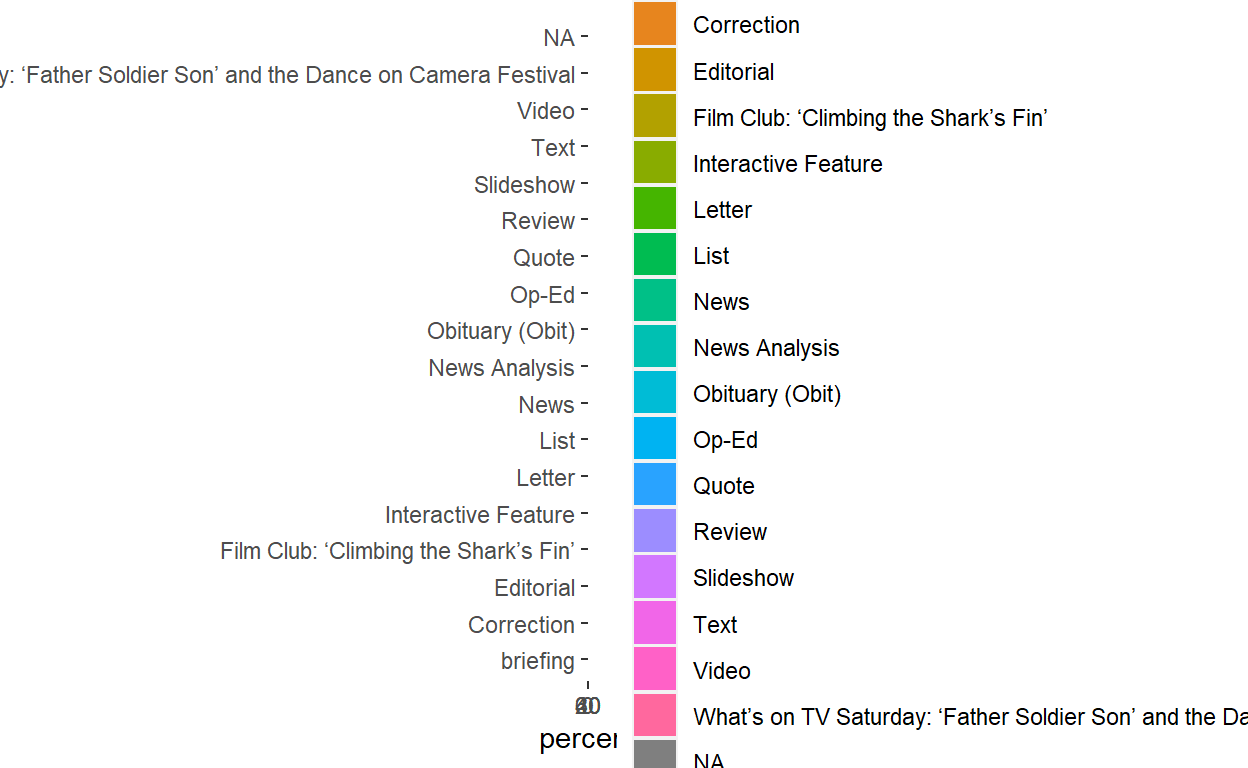 NA
y: ‘Father Soldier Son’ and the Dance on Camera Festival
Video
Text
Slideshow
Review
Quote
Op-Ed
Obituary (Obit)
News Analysis
News
List
Letter
Interactive Feature
Film Club: ‘Climbing the Shark’s Fin’
Editorial
Correction
briefing
percen
Correction
Editorial
Film Club: ‘Climbing the Shark’s Fin’
Interactive Feature
Letter
List
News
News Analysis
Obituary (Obit)
Op-Ed
Quote
Review
Slideshow
Text
Video
What’s on TV Saturday: ‘Father Soldier Son’ and the Da
NA